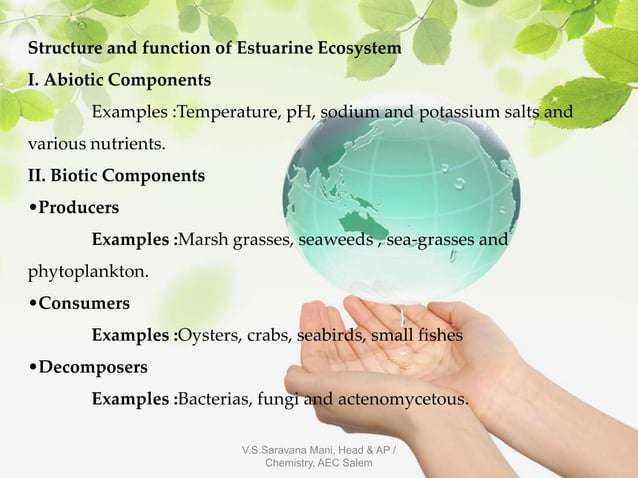 Structure and function of Estuarine Ecosystem
I. Abiotic Components
Examples :Temperature, pH, sodium and potassium salts and
various nutrients.
II. Biotic Components
•Producers
Examples :Marsh grasses, seaweeds , sea-grasses and
phytoplankton.
•Consumers
Examples :Oysters, crabs, seabirds, small fishes
•Decomposers
Examples :Bacterias, fungi and actenomycetous.
V.S.Saravana Mani, Head & AP /
Chemistry, AEC Salem